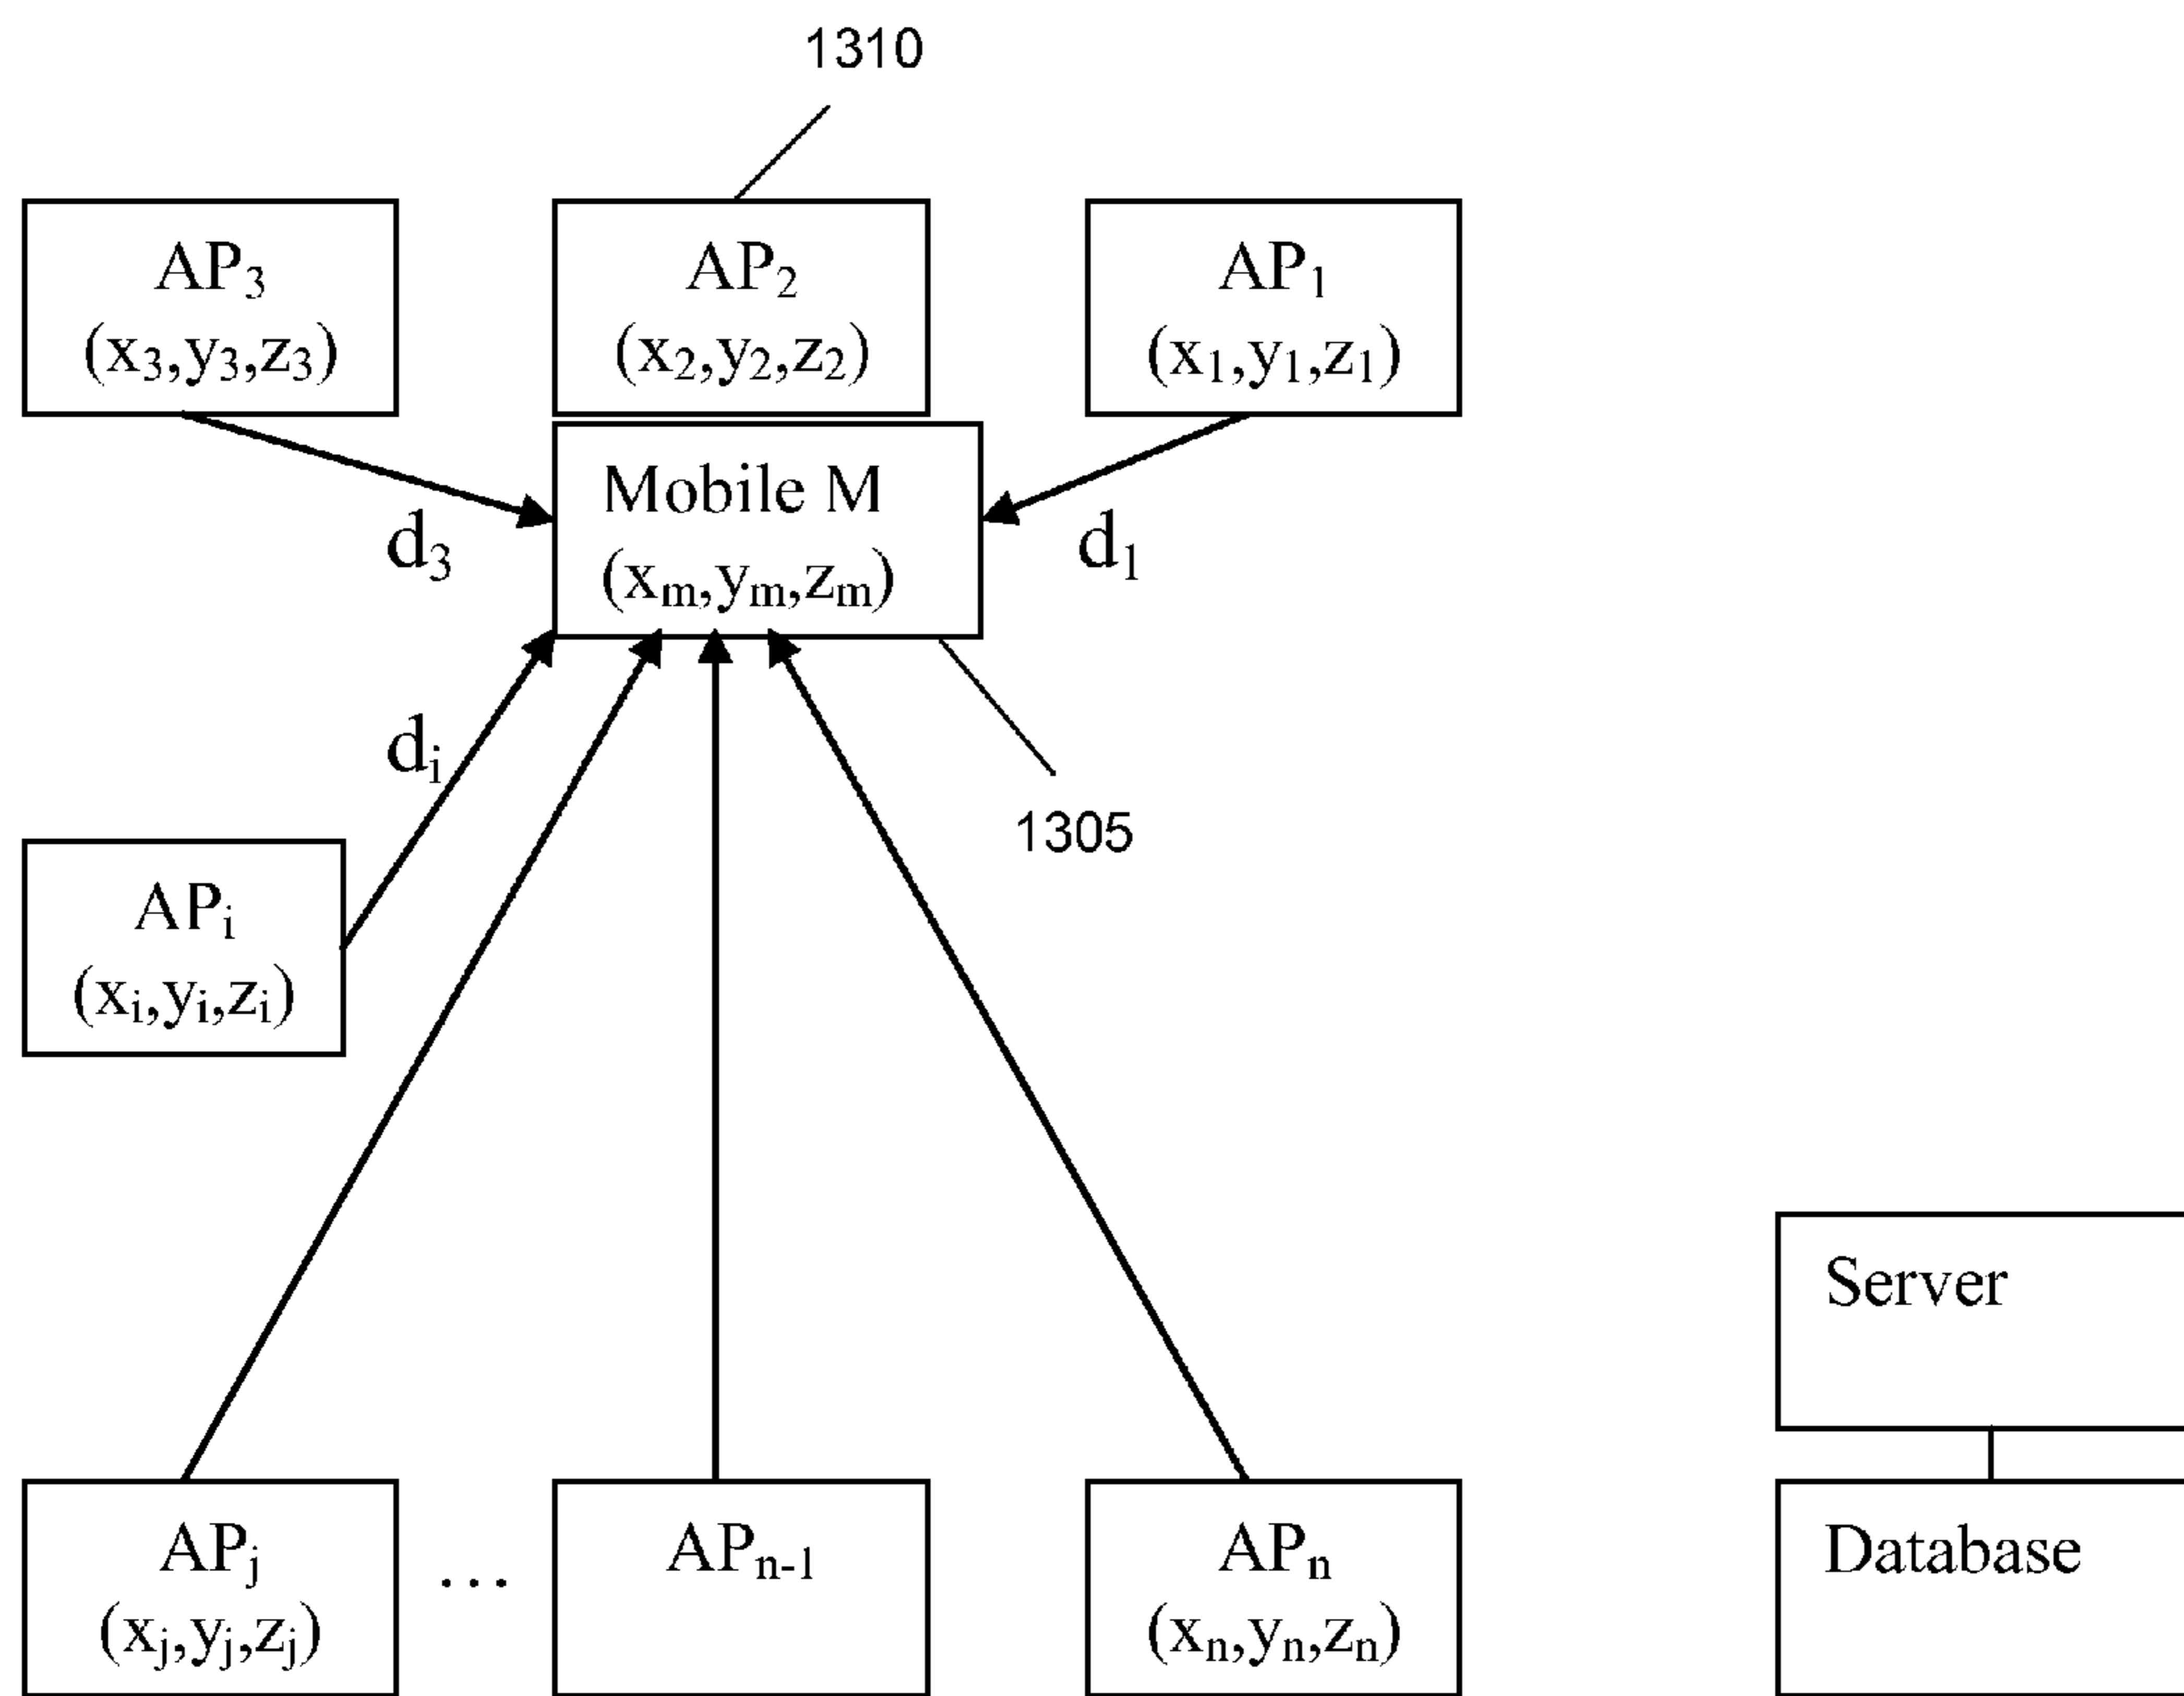 1310
AP₃
(x₃,y₃,z₃)
AP₂
(x₂,y₂,z₂)
AP₁
(x₁,y₁,z₁)
Mobile M
(xₘ,yₘ,zₘ)
d₃
d₁
dᵢ
1305
APᵢ
(xᵢ,yᵢ,zᵢ)
Server
APⱼ
(xⱼ,yⱼ,zⱼ)
...
APₙ₋₁
APₙ
(xₙ,yₙ,zₙ)
Database